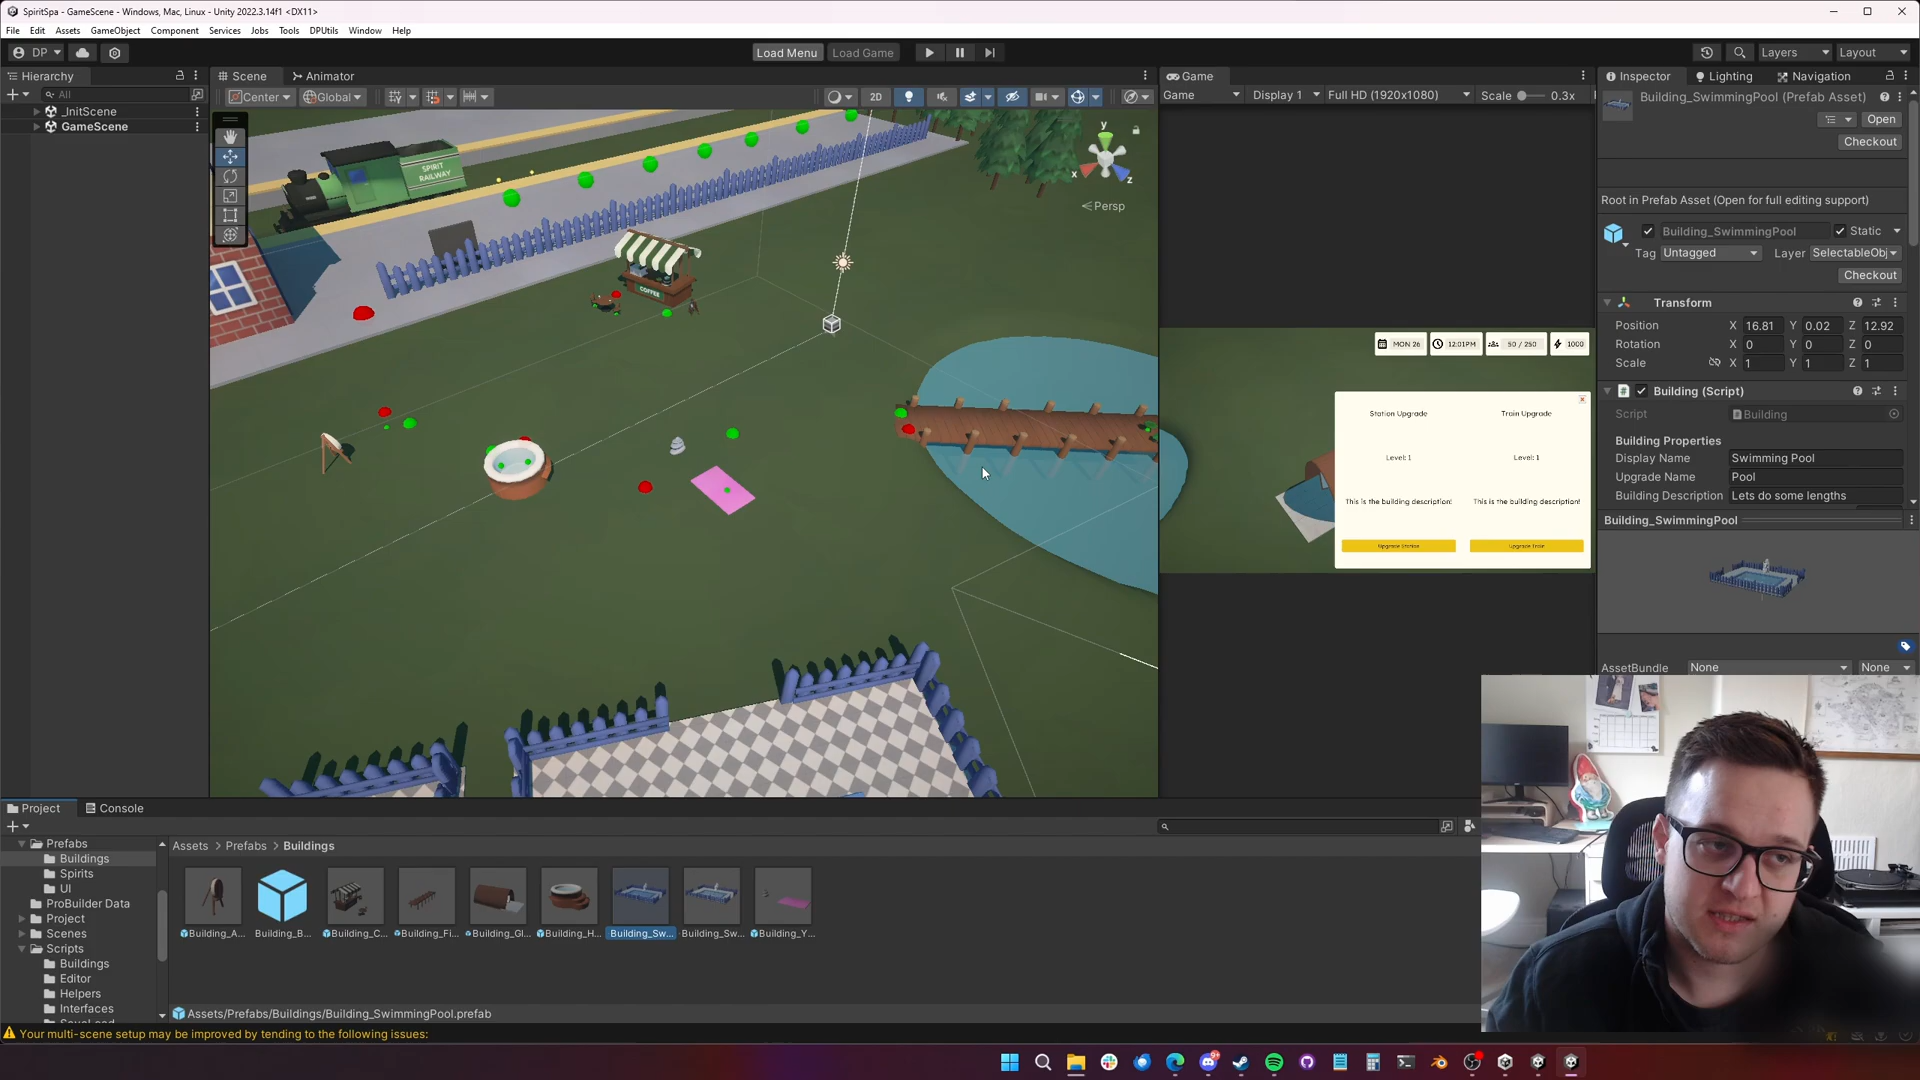 SpiritSpa - GameScene - Windows, Mac, Linux - Unity 2022.3.14f1 <DX11>
File Edit Assets GameObject Component Services Jobs Tools DPUtils Window Help
DP Load Menu Load Game Layers Layout
Hierarchy Scene Animator Game Inspector Lighting Navigation
All Center Global 2D Game Display 1 Full HD (1920x1080) Scale 0.3x
_InitScene
GameScene
SPIRIT
RAILWAY
COFFEE
y
x
z
Persp
MON 26 12:01PM 50 / 250 1000
Station Upgrade Train Upgrade
Level: 1 Level: 1
This is the building description! This is the building description!
Upgrade Station Upgrade Train
Building_SwimmingPool (Prefab Asset)
Open
Checkout
Root in Prefab Asset (Open for full editing support)
Building_SwimmingPool Static
Tag Untagged Layer SelectableObj
Checkout
Transform
Position X 16.81 Y 0.02 Z 12.92
Rotation X 0 Y 0 Z 0
Scale X 1 Y 1 Z 1
Building (Script)
Script Building
Building Properties
Display Name Swimming Pool
Upgrade Name Pool
Building Description Lets do some lengths
Building_SwimmingPool
AssetBundle None None
Project Console
Prefabs
Buildings
Spirits
UI
ProBuilder Data
Project
Scenes
Scripts
Buildings
Editor
Helpers
Interfaces
Assets > Prefabs > Buildings
Building_A... Building_B... Building_C... Building_Fi... Building_Gl... Building_H... Building_Sw... Building_Sw... Building_Y...
Assets/Prefabs/Buildings/Building_SwimmingPool.prefab
Your multi-scene setup may be improved by tending to the following issues: